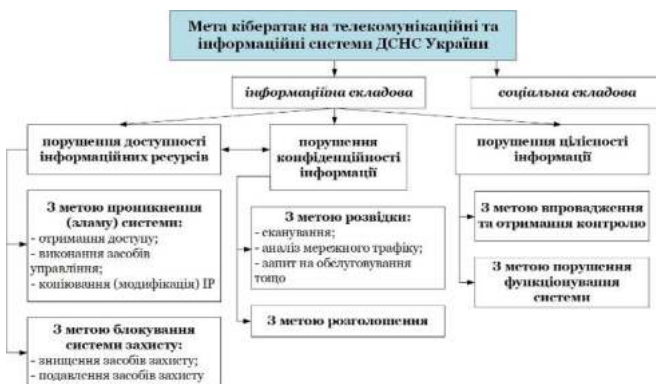 Мета кібератак на телекомунікаційні та
інформаційні системи ДСНС України
інформаційна складова
соціальна складова
порушення доступності
інформаційних ресурсів
порушення
конфіденційності
інформації
порушення цілісності
інформації
З метою проникнення
(зламу) системи:
- отримання доступу;
- виконання засобів
управління;
- копіювання (модифікація) ІР
З метою блокування
системи захисту:
- знищення засобів захисту;
- подавлення засобів захисту
З метою розвідки:
- сканування;
- аналіз мережного трафіку;
- запит на обслуговування
тощо
З метою розголошення
З метою впровадження
та отримання контролю
З метою порушення
функціонування
системи